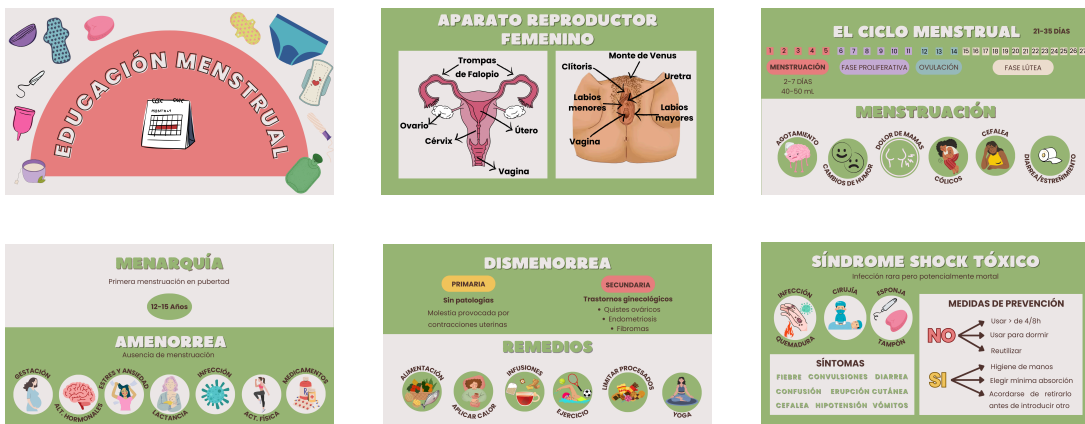 EDUCACIÓN MENSTRUAL
APARATO REPRODUCTOR
FEMENINO
Trompas
de Falopio
Ovario
Útero
Cérvix
Vagina
Monte de Venus
Clítoris
Uretra
Labios
menores
Labios
mayores
Vagina
EL CICLO MENSTRUAL
21-35 DÍAS
1 2 3 4 5 6 7 8 9 10 11 12 13 14 15 16 17 18 19 20 21 22 23 24 25 26 27
MENSTRUACIÓN
FASE PROLIFERATIVA
OVULACIÓN
FASE LÚTEA
2-7 DÍAS
40-50 mL
MENSTRUACIÓN
AGOTAMIENTO
CAMBIOS DE HUMOR
DOLOR DE MAMAS
CÓLICOS
CEFALEA
DIARREA/ESTREÑIMIENTO
MENARQUÍA
Primera menstruación en pubertad
12-15 Años
AMENORREA
Ausencia de menstruación
GESTACIÓN
ALT. HORMONALES
ESTRES Y ANSIEDAD
LACTANCIA
INFECCIÓN
ACT. FÍSICA
MEDICAMENTOS
DISMENORREA
PRIMARIA
Sin patologías
Molestia provocada por
contracciones uterinas
SECUNDARIA
Trastornos ginecológicos
• Quistes ováricos
• Endometriosis
• Fibromas
REMEDIOS
ALIMENTACIÓN
APLICAR CALOR
INFUSIONES
EJERCICIO
LIMITAR PROCESADOS
YOGA
SÍNDROME SHOCK TÓXICO
Infección rara pero potencialmente mortal
INFECCIÓN
QUEMADURA
CIRUJÍA
ESPONJA
TAMPÓN
SÍNTOMAS
FIEBRE CONVULSIONES DIARREA
CONFUSIÓN ERUPCIÓN CUTÁNEA
CEFALEA HIPOTENSIÓN VÓMITOS
MEDIDAS DE PREVENCIÓN
NO
Usar > de 4/8h
Usar para dormir
Reutilizar
SI
Higiene de manos
Elegir mínima absorción
Acordarse de retirarlo
antes de introducir otro